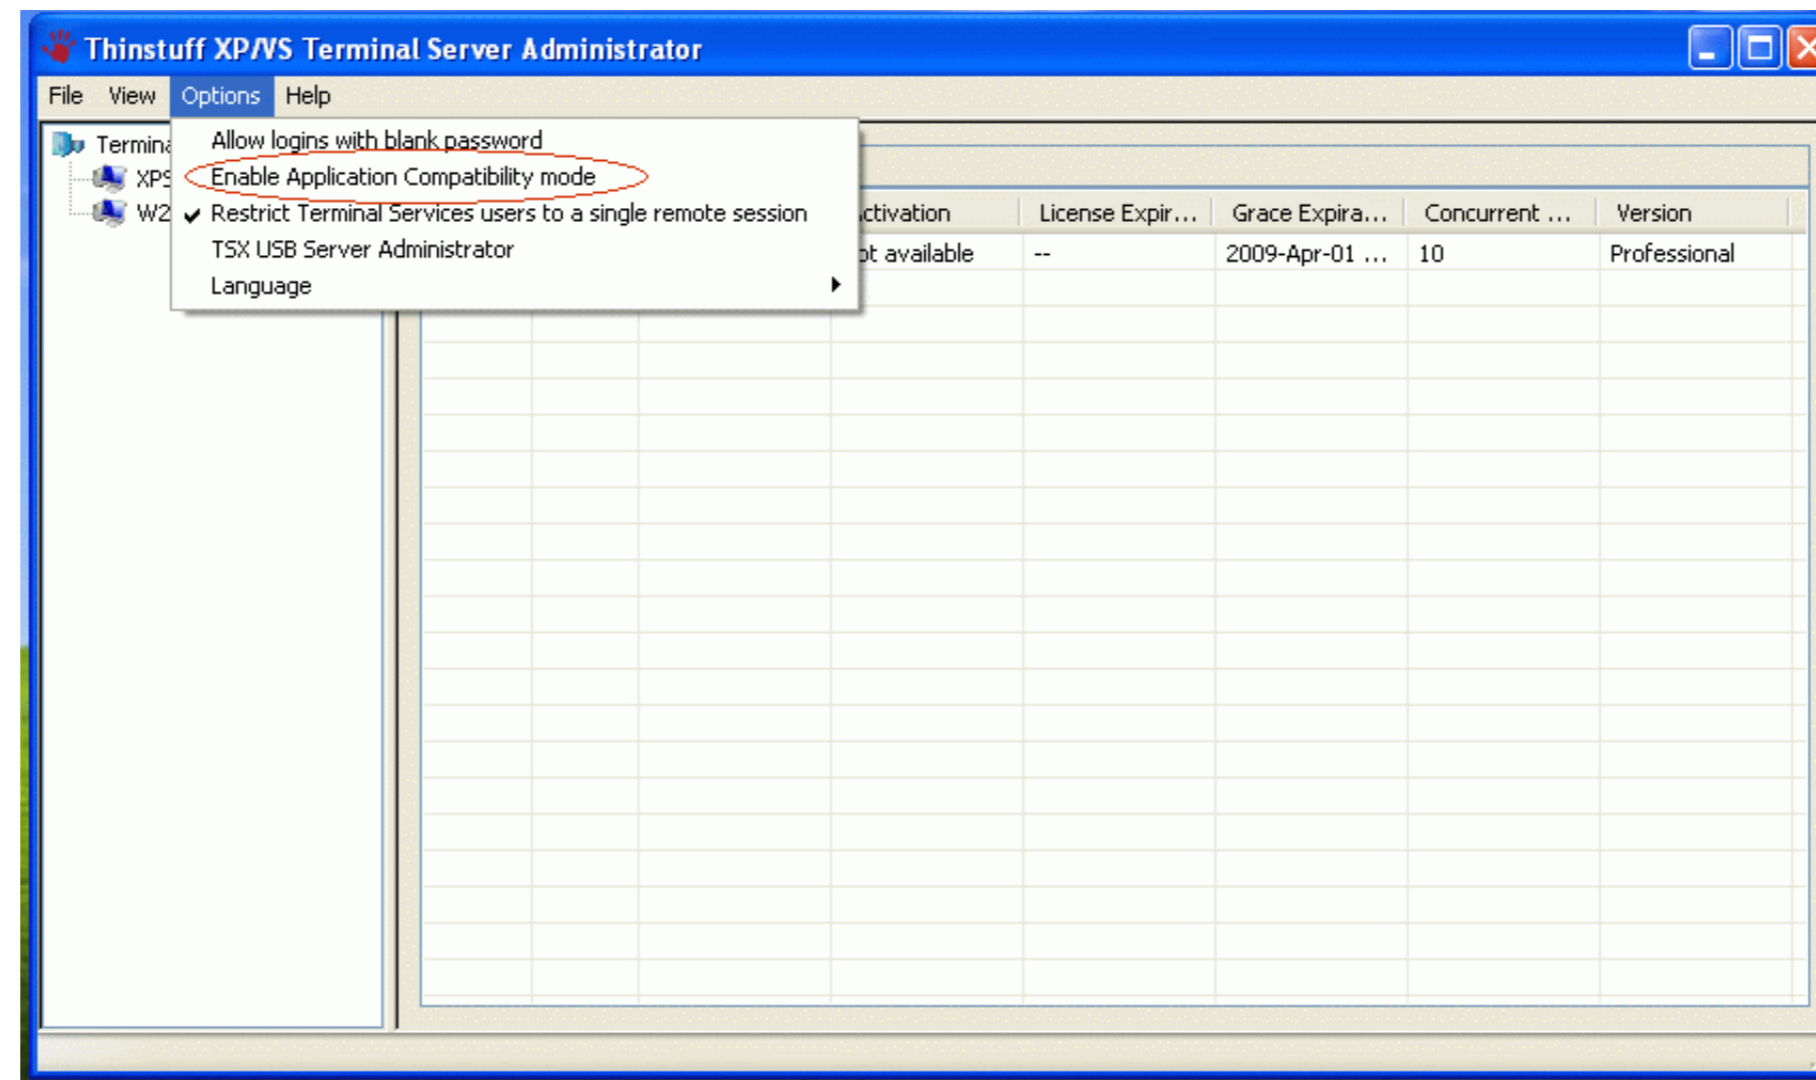 Thinstuff XP/VS Terminal Server Administrator
File View Options Help
Allow logins with blank password
Enable Application Compatibility mode
Restrict Terminal Services users to a single remote session
TSX USB Server Administrator
Language
License Expir... Grace Expira... Concurrent ... Version
available -- 2009-Apr-01 ... 10 Professional